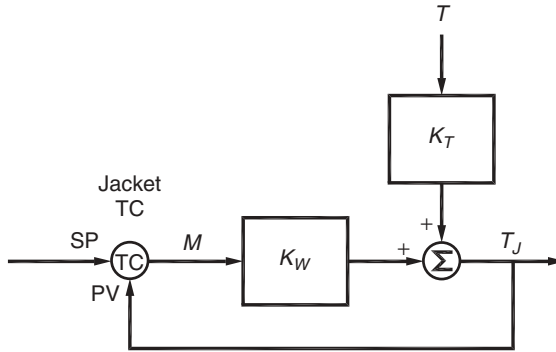 T
K_T
Jacket
TC
SP
TC
M
K_W
+
+
Σ
T_J
PV